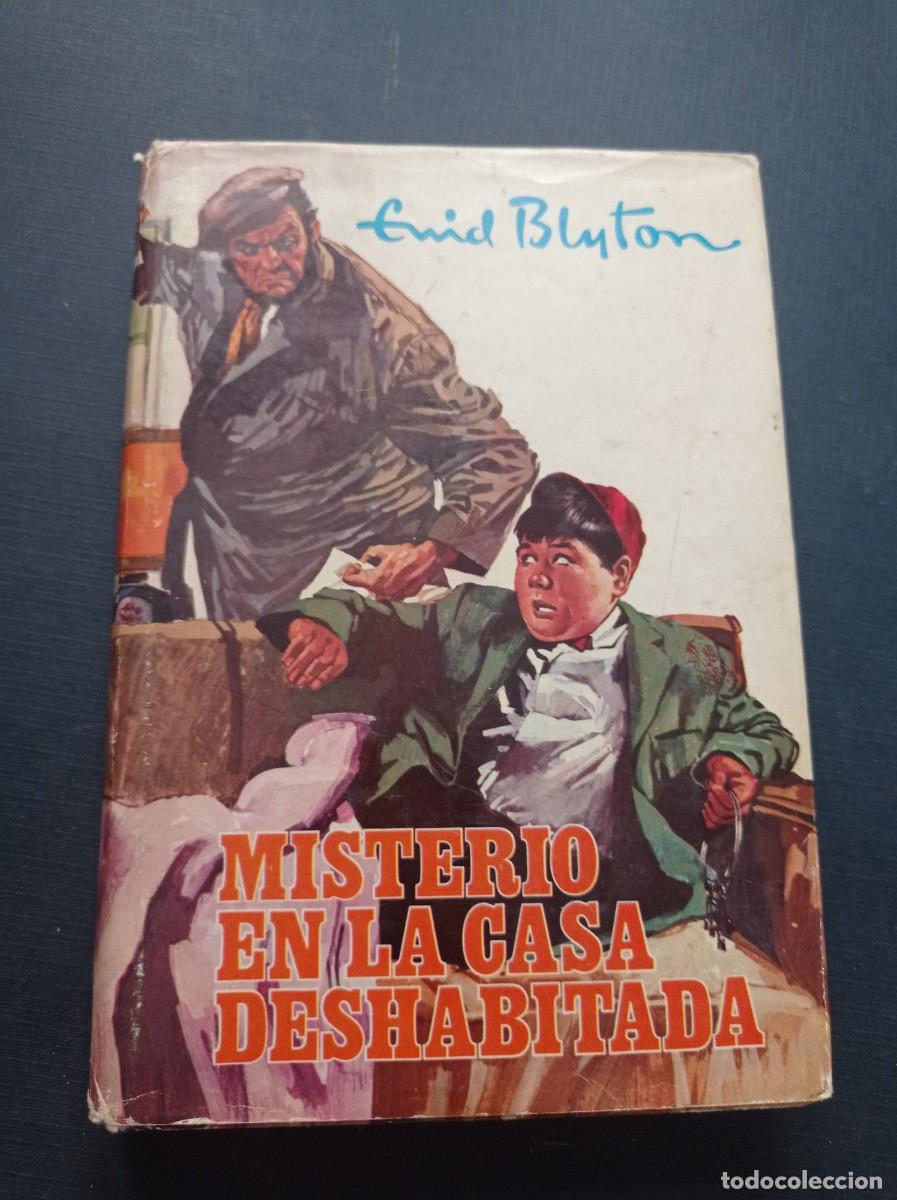 Enid Blyton
MISTERIO
EN LA CASA
DESHABITADA
todocoleccion